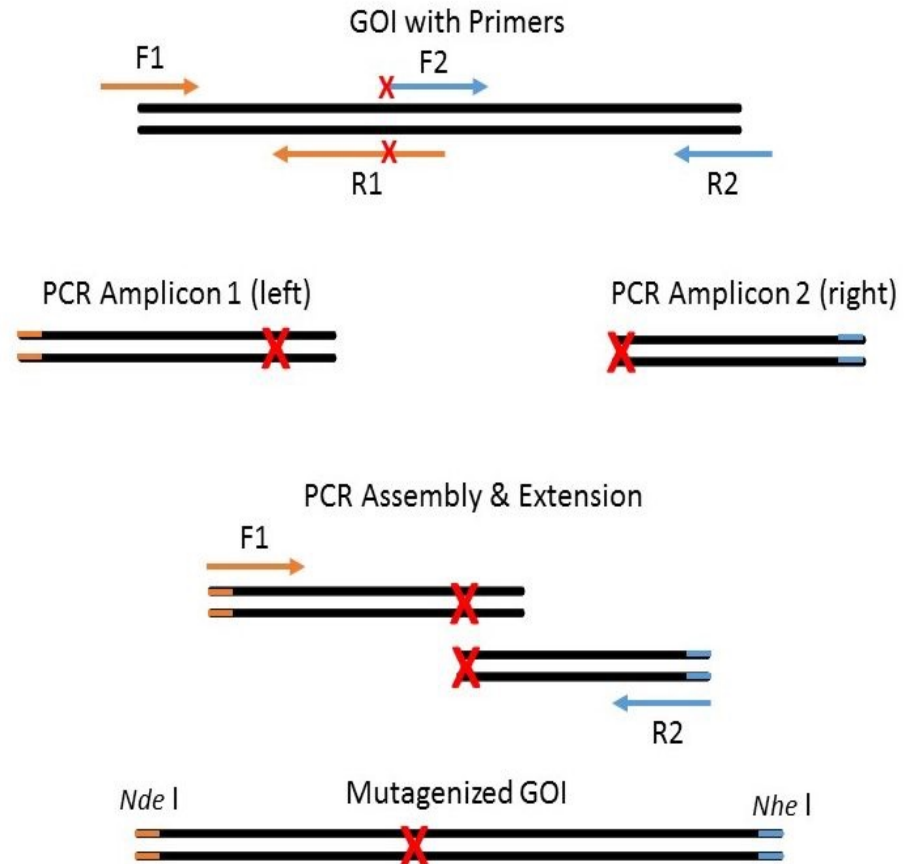 GOI with Primers
F1
F2
R1
R2
PCR Amplicon 1 (left)
PCR Amplicon 2 (right)
PCR Assembly & Extension
F1
R2
Nde I
Mutagenized GOI
Nhe I